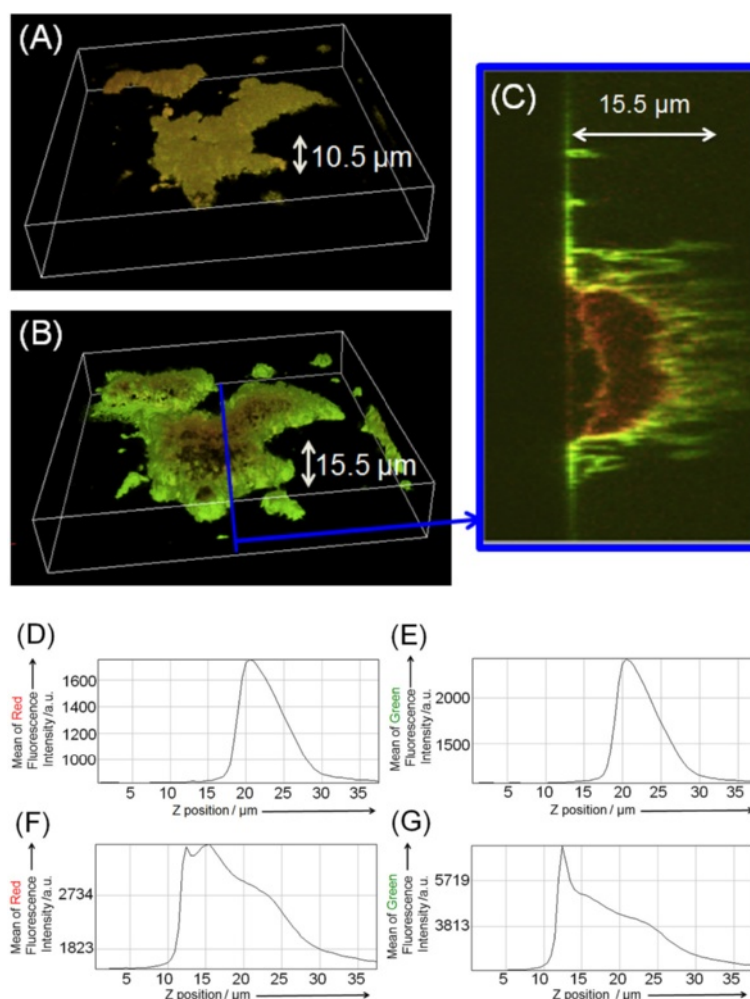 (A)
10.5 μm
(B)
15.5 μm
(C)
15.5 μm
(D)
Mean of Red
Fluorescence
Intensity /a.u.
1600
1400
1200
1000
5 10 15 20 25 30 35
Z position / μm
(E)
Mean of Green
Fluorescence
Intensity /a.u.
2000
1500
5 10 15 20 25 30 35
Z position / μm
(F)
Mean of Red
Fluorescence
Intensity /a.u.
2734
1823
5 10 15 20 25 30 35
Z position / μm
(G)
Mean of Green
Fluorescence
Intensity /a.u.
5719
3813
5 10 15 20 25 30 35
Z position / μm